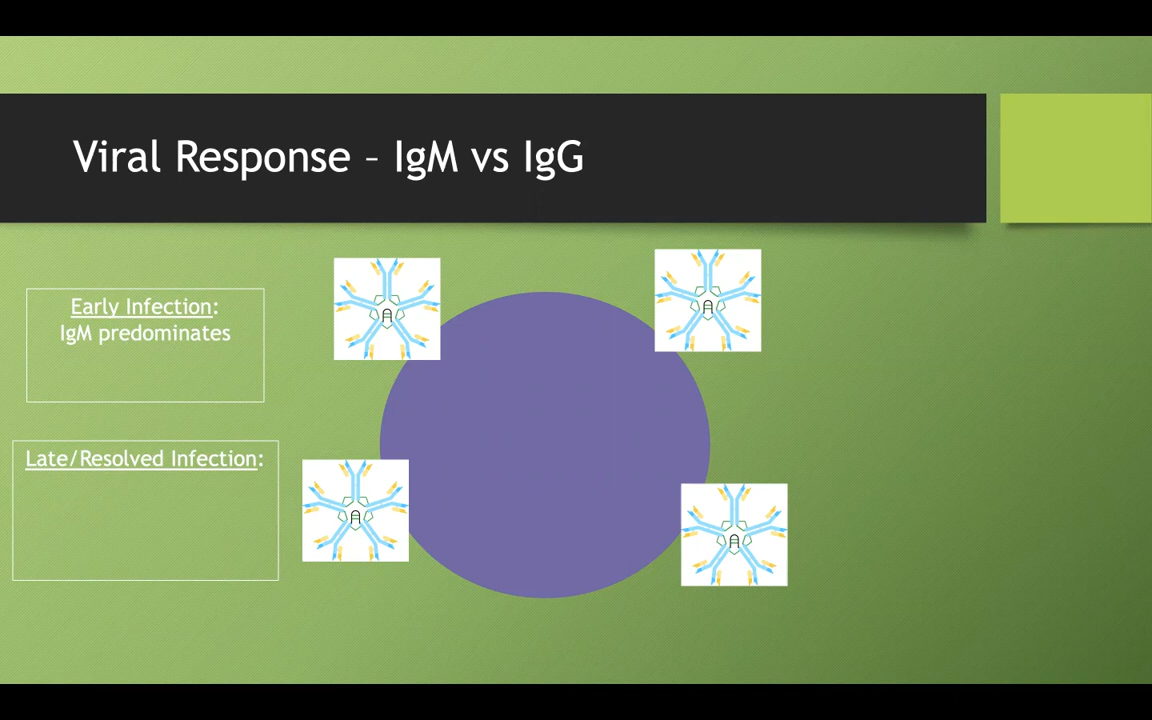 Viral Response – IgM vs IgG
Early Infection:
IgM predominates
Late/Resolved Infection: